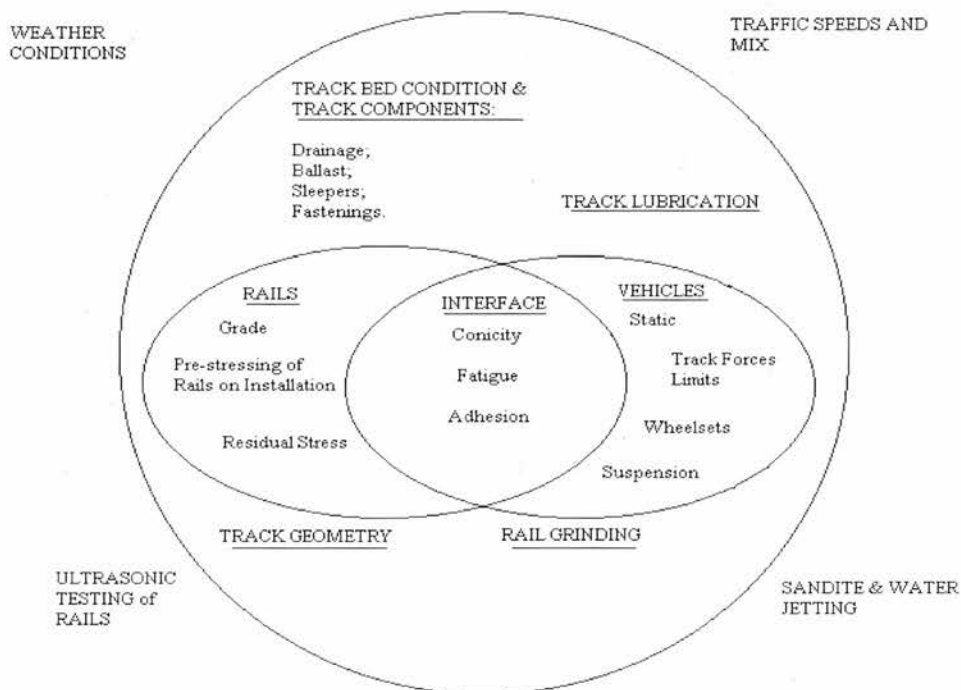 WEATHER
CONDITIONS
TRAFFIC SPEEDS AND
MIX
TRACK BED CONDITION &
TRACK COMPONENTS:
Drainage;
Ballast;
Sleepers;
Fastenings.
TRACK LUBRICATION
RAILS
Grade
Pre-stressing of
Rails on Installation
Residual Stress
INTERFACE
Conicity
Fatigue
Adhesion
VEHICLES
Static
Track Forces
Limits
Wheelsets
Suspension
TRACK GEOMETRY
RAIL GRINDING
ULTRASONIC
TESTING of
RAILS
SANDITE & WATER
JETTING